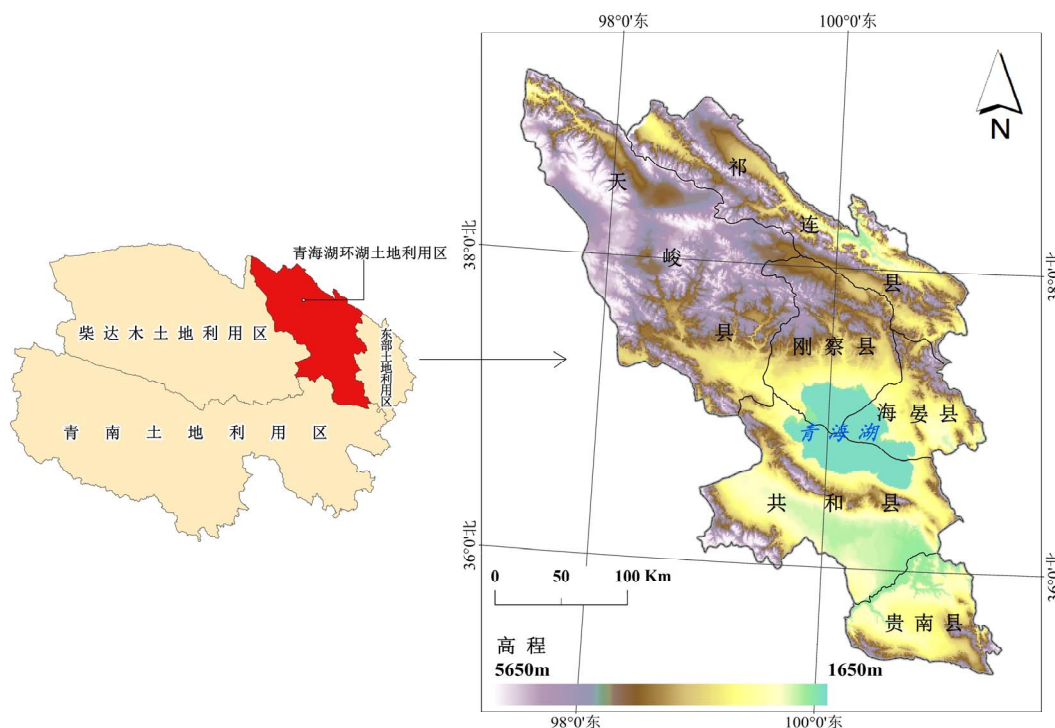 青海湖环湖土地利用区
柴达木土地利用区
东部土地利用区
青南土地利用区
98°0'东
100°0'东
N
38°0'北
38°0'北
36°0'北
36°0'北
天峻县
祁连县
刚察县
海晏县
青海湖
共和县
贵南县
0 50 100 Km
高程
5650m 1650m
98°0'东
100°0'东